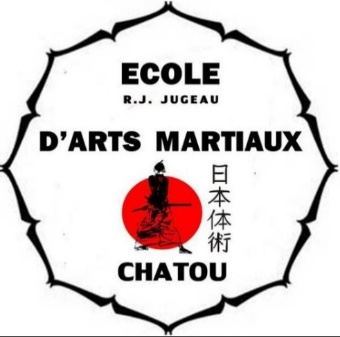 ECOLE
R.J. JUGEAU
D'ARTS MARTIAUX
日本体術
CHATOU